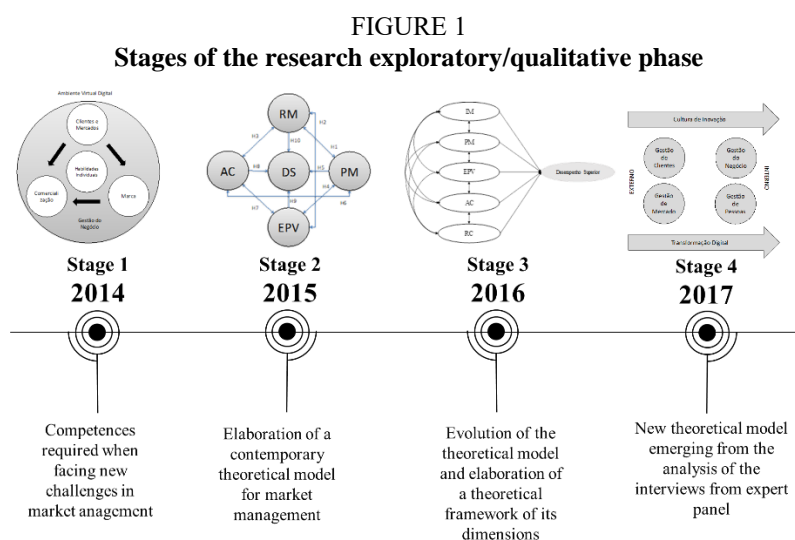 FIGURE 1
Stages of the research exploratory/qualitative phase
Ambiente Virtual Digital
Clientes e
Mercados
Habilidades
Individuais
Comerciali-
zação
Marca
Gestão do
Negócio
RM
H3
H2
H10
H1
AC
H8
DS
H5
PM
H9
H4
H7
H6
EPV
IM
PM
EPV
AC
RC
Desempenho Superior
Cultura de Inovação
EXTERNO
Gestão
de
Clientes
Gestão
do
Negócio
INTERNO
Gestão
de
Mercado
Gestão
de
Pessoas
Transformação Digital
Stage 1
2014
Stage 2
2015
Stage 3
2016
Stage 4
2017
Competences
required when
facing new
challenges in
market anagement
Elaboration of a
contemporary
theoretical model
for market
management
Evolution of the
theoretical model
and elaboration of
a theoretical
framework of its
dimensions
New theoretical model
emerging from the
analysis of the
interviews from expert
panel